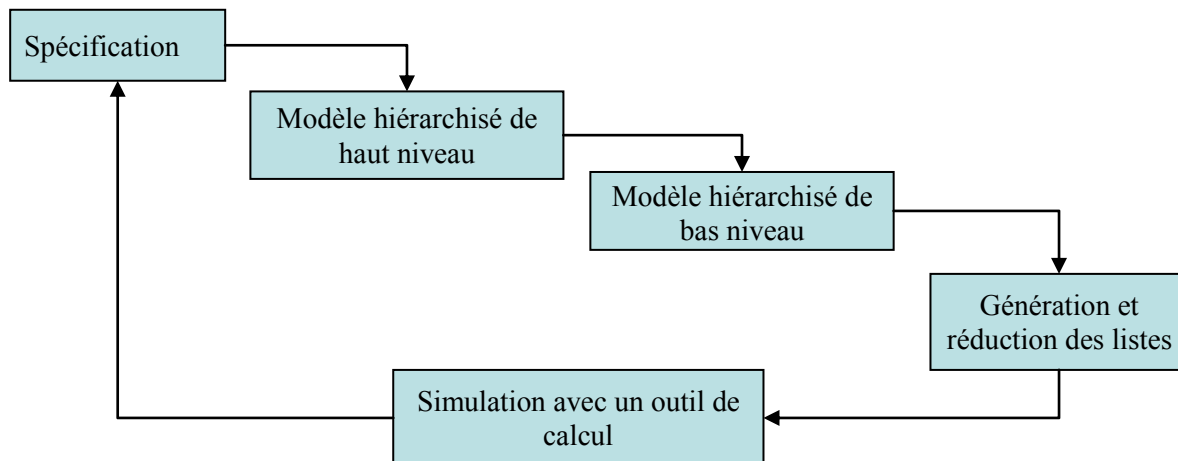 Spécification
Modèle hiérarchisé de
haut niveau
Modèle hiérarchisé de
bas niveau
Génération et
réduction des listes
Simulation avec un outil de
calcul